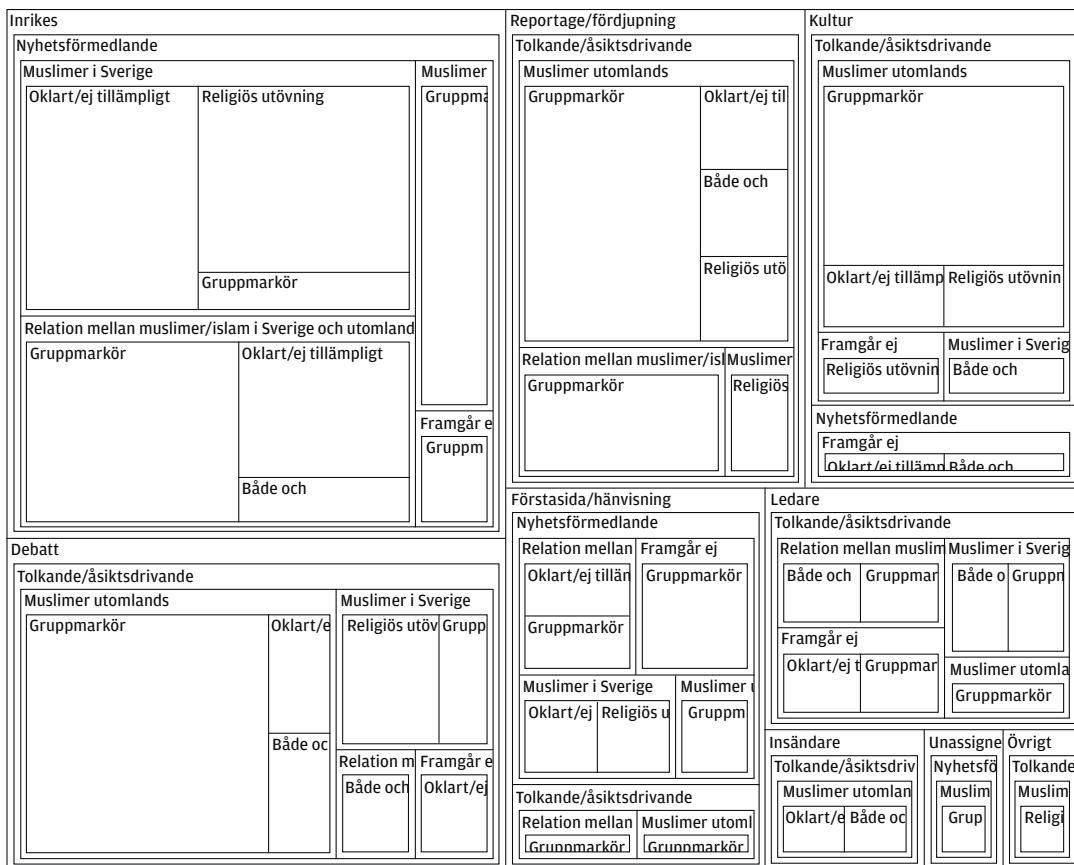 Inrikes
Nyhetsförmedlande
Muslimer i Sverige
Oklart/ej tillämpligt
Religiös utövning
Gruppmarkör
Muslimer
Gruppma
Relation mellan muslimer/islam i Sverige och utomland
Gruppmarkör
Oklart/ej tillämpligt
Både och
Framgår e
Gruppm
Debatt
Tolkande/åsiktsdrivande
Muslimer utomlands
Gruppmarkör
Oklart/e
Både oc
Muslimer i Sverige
Religiös utöv
Grupp
Relation m
Både och
Framgår e
Oklart/ej
Reportage/fördjupning
Tolkande/åsiktsdrivande
Muslimer utomlands
Gruppmarkör
Oklart/ej til
Både och
Religiös utö
Relation mellan muslimer/isl
Gruppmarkör
Muslimer
Religiös
Kultur
Tolkande/åsiktsdrivande
Muslimer utomlands
Gruppmarkör
Oklart/ej tillämp
Religiös utövnin
Framgår ej
Religiös utövnin
Muslimer i Sverig
Både och
Nyhetsförmedlande
Framgår ej
Oklart/ej tillämp
Både och
Förstasida/hänvisning
Nyhetsförmedlande
Relation mellan
Oklart/ej tillän
Gruppmarkör
Framgår ej
Gruppmarkör
Muslimer i Sverige
Oklart/ej
Religiös u
Muslimer u
Gruppm
Tolkande/åsiktsdrivande
Relation mellan
Gruppmarkör
Muslimer utoml
Gruppmarkör
Ledare
Tolkande/åsiktsdrivande
Relation mellan muslim
Både och
Gruppmar
Muslimer i Sverig
Både o
Gruppn
Framgår ej
Oklart/ej t
Gruppmar
Muslimer utomla
Gruppmarkör
Insändare
Tolkande/åsiktsdriv
Muslimer utomlan
Oklart/e
Både oc
Unassigne
Nyhetsfö
Muslim
Grup
Övrigt
Tolkande
Muslim
Religi